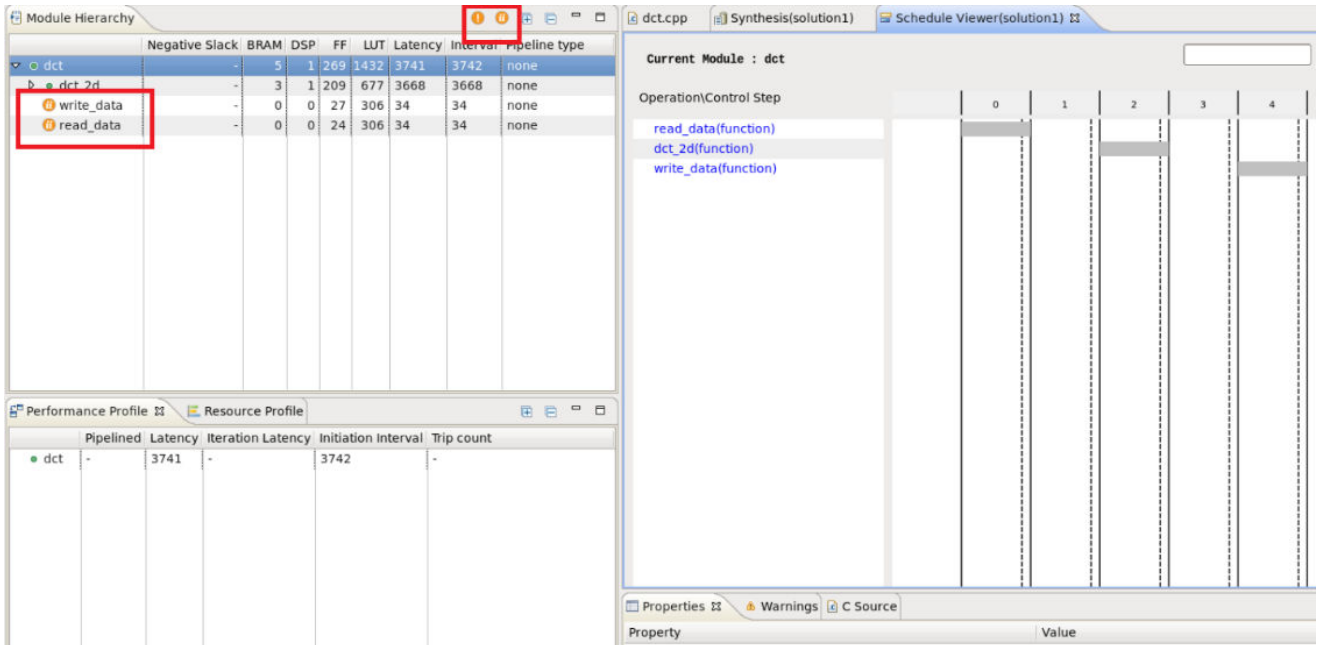 Module Hierarchy
Negative Slack BRAM DSP FF LUT Latency Interval Pipeline type
dct - 5 1 269 1432 3741 3742 none
dct_2d - 3 1 209 677 3668 3668 none
write_data - 0 0 27 306 34 34 none
read_data - 0 0 24 306 34 34 none
Performance Profile Resource Profile
Pipelined Latency Iteration Latency Initiation Interval Trip count
dct - 3741 - 3742 -
dct.cpp Synthesis(solution1) Schedule Viewer(solution1)
Current Module : dct
Operation\Control Step 0 1 2 3 4
read_data(function)
dct_2d(function)
write_data(function)
Properties Warnings C Source
Property Value